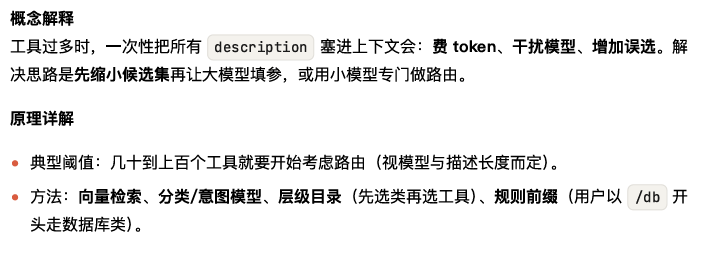 概念解释
工具过多时，一次性把所有 description 塞进上下文会：费 token、干扰模型、增加误选。解
决思路是先缩小候选集再让大模型填参，或用小模型专门做路由。
原理详解
• 典型阈值：几十到上百个工具就要开始考虑路由（视模型与描述长度而定）。
• 方法：向量检索、分类/意图模型、层级目录（先选类再选工具）、规则前缀（用户以 /db 开
头走数据库类）。